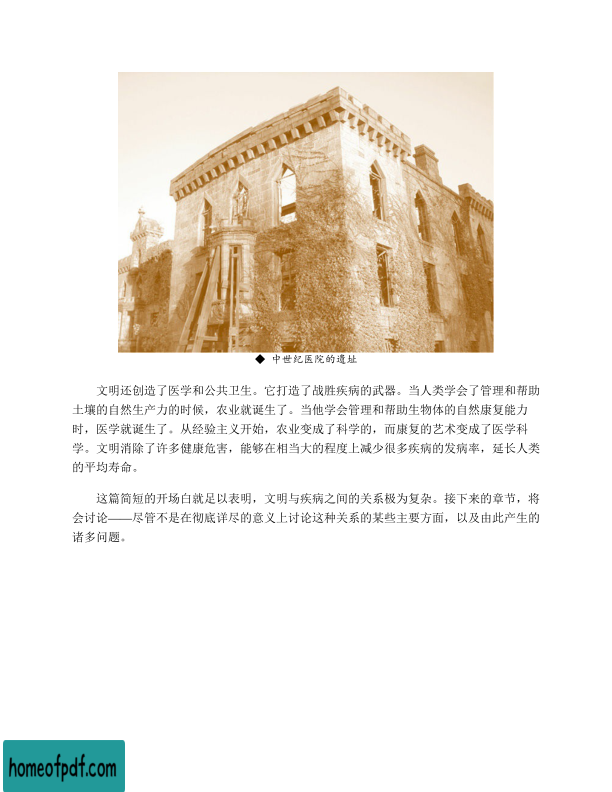 ◆ 中世纪医院的遗址
文明还创造了医学和公共卫生。它打造了战胜疾病的武器。当人类学会了管理和帮助
土壤的自然生产力的时候，农业就诞生了。当他学会管理和帮助生物体的自然康复能力
时，医学就诞生了。从经验主义开始，农业变成了科学的，而康复的艺术变成了医学科
学。文明消除了许多健康危害，能够在相当大的程度上减少很多疾病的发病率，延长人类
的平均寿命。
这篇简短的开场白就足以表明，文明与疾病之间的关系极为复杂。接下来的章节，将
会讨论——尽管不是在彻底详尽的意义上讨论这种关系的某些主要方面，以及由此产生的
诸多问题。
homeofpdf.com